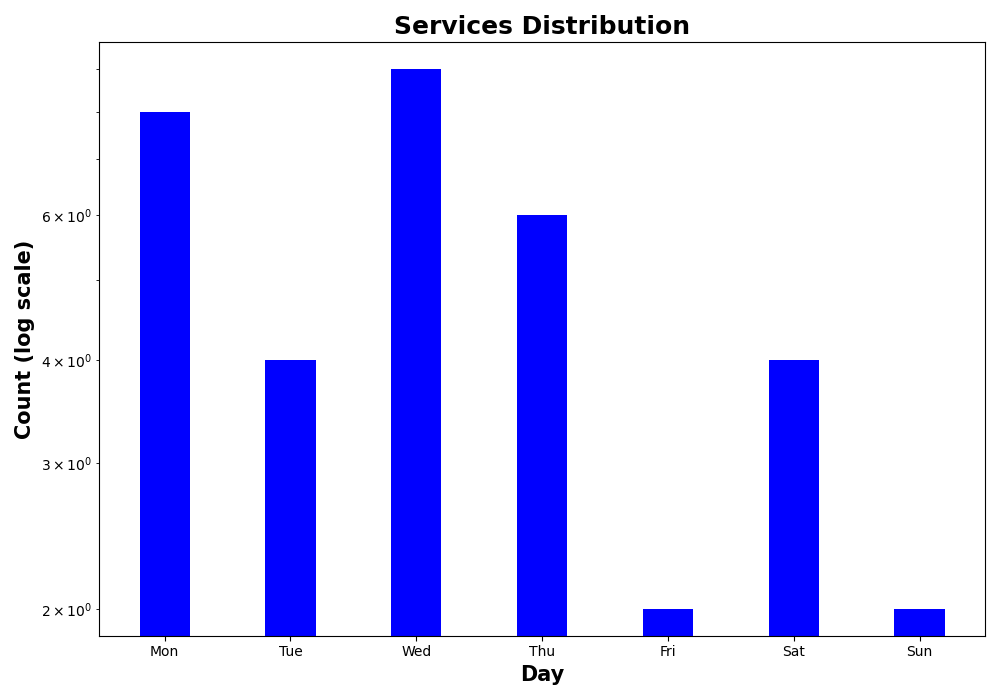 Services Distribution
Count (log scale)
6 × 10⁰
4 × 10⁰
3 × 10⁰
2 × 10⁰
Mon Tue Wed Thu Fri Sat Sun
Day